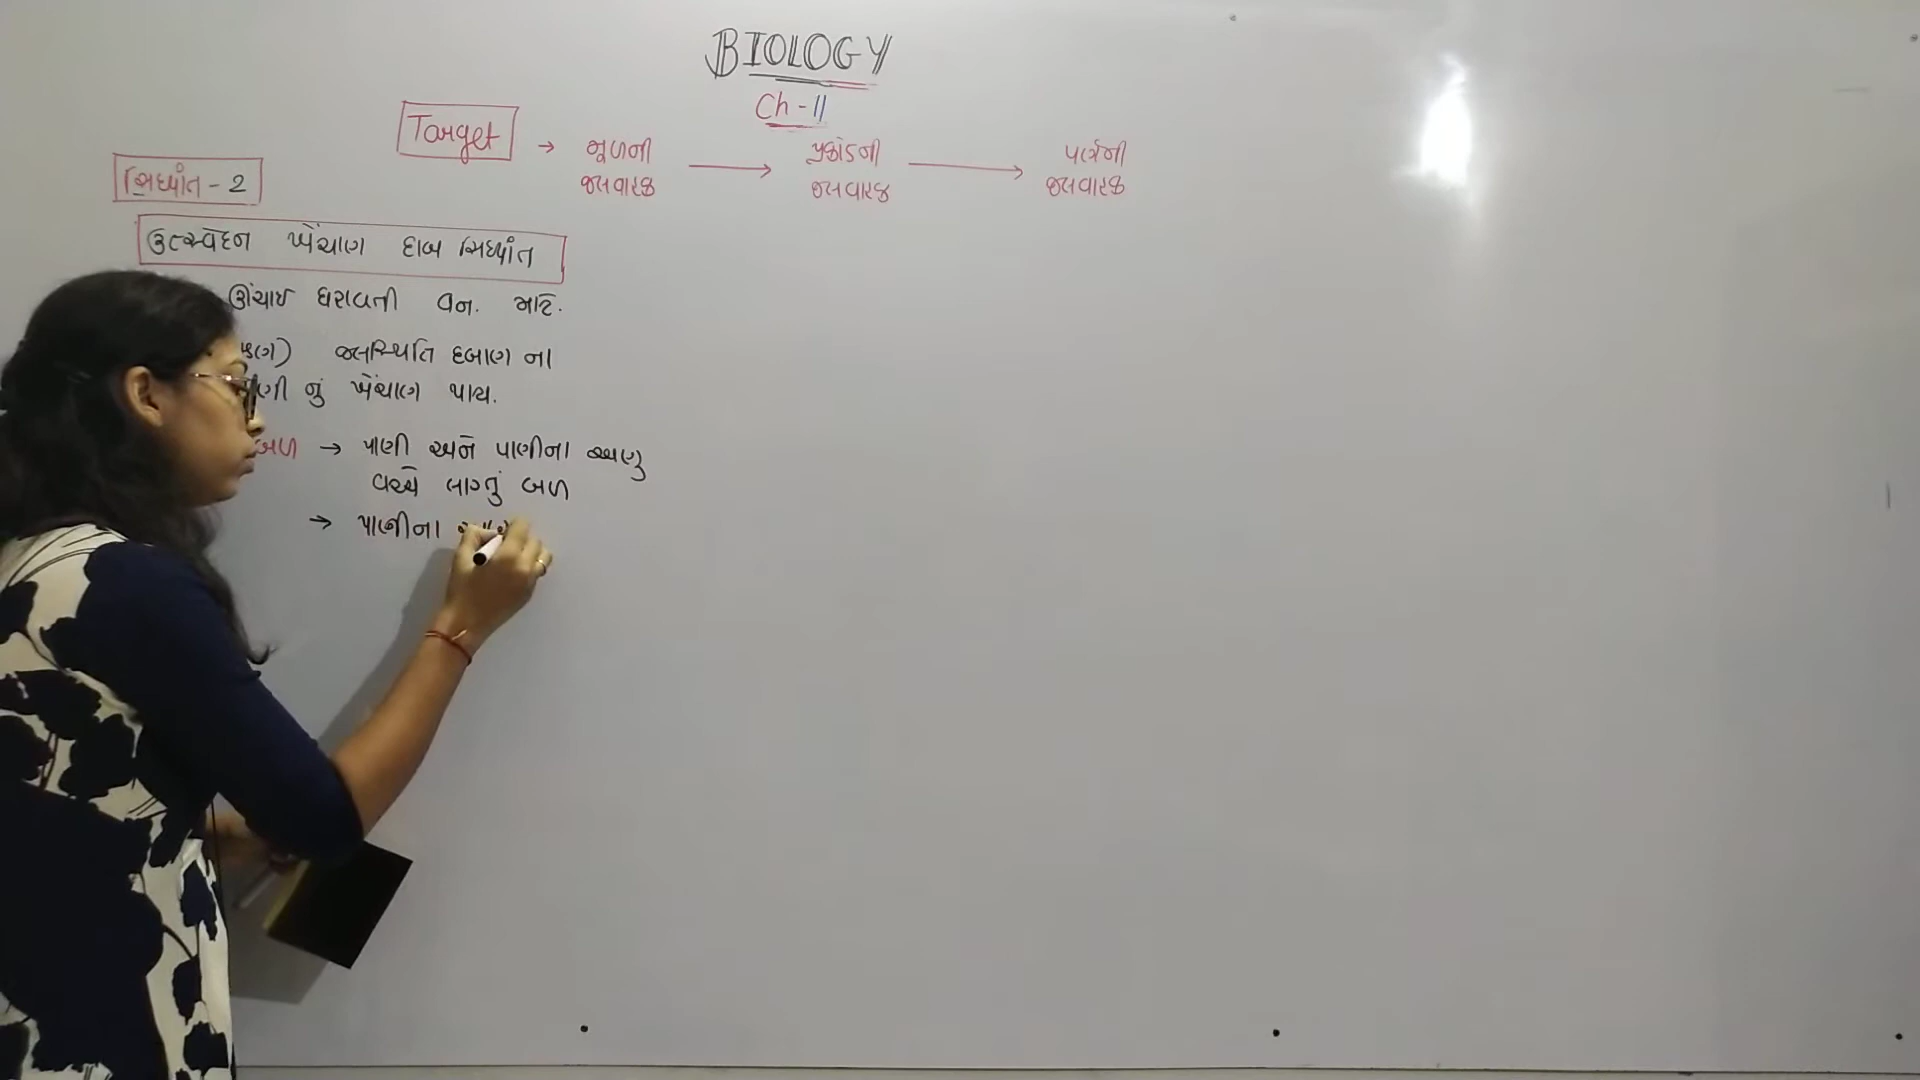 BIOLOGY
Ch - 11
Target → મૂળની જલવાહક → પ્રકાંડની જલવાહક → પર્ણની જલવાહક
સિધ્ધાંત - 2
ઉત્સ્વેદન ખેંચાણ દાબ સિધ્ધાંત
ઊંચાઈ ધરાવતી વન. માટે.
જલસ્થિતિ દબાણ ના
નું ખેંચાણ થાય.
બળ → પાણી અને પાણીના અણુ
વચ્ચે લાગતું બળ
→ પાણીના